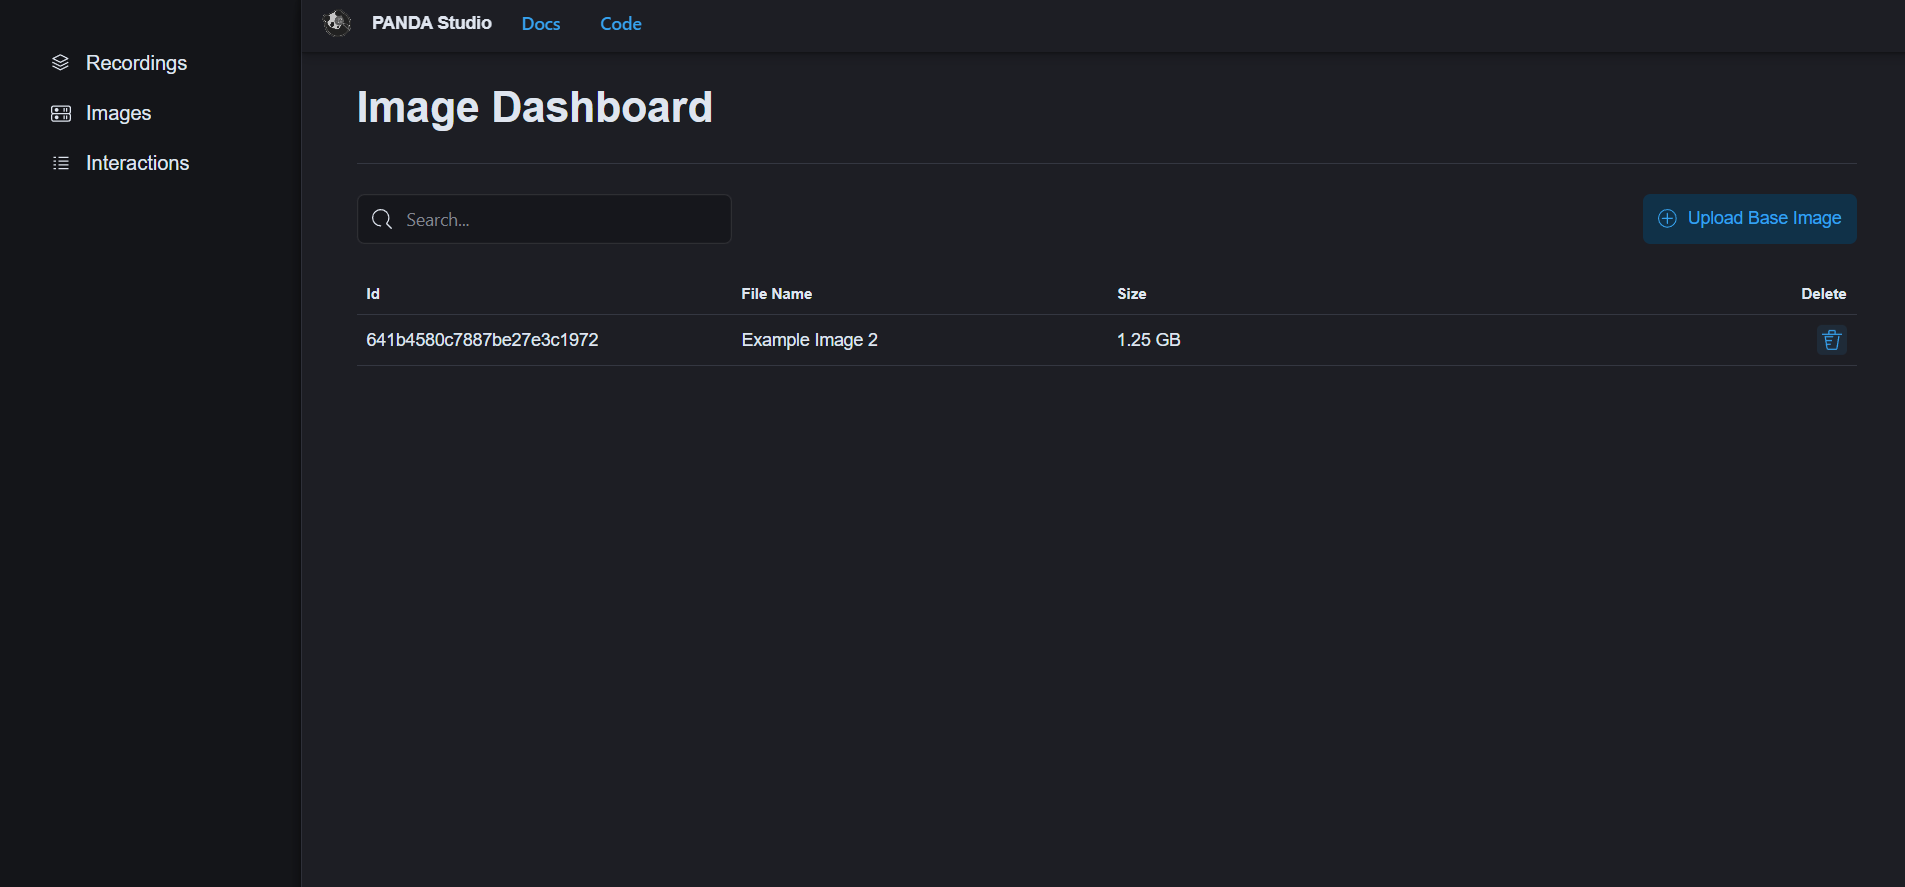 PANDA Studio Docs Code
Recordings
Images
Interactions
Image Dashboard
Search...
Upload Base Image
Id File Name Size Delete
641b4580c7887be27e3c1972 Example Image 2 1.25 GB